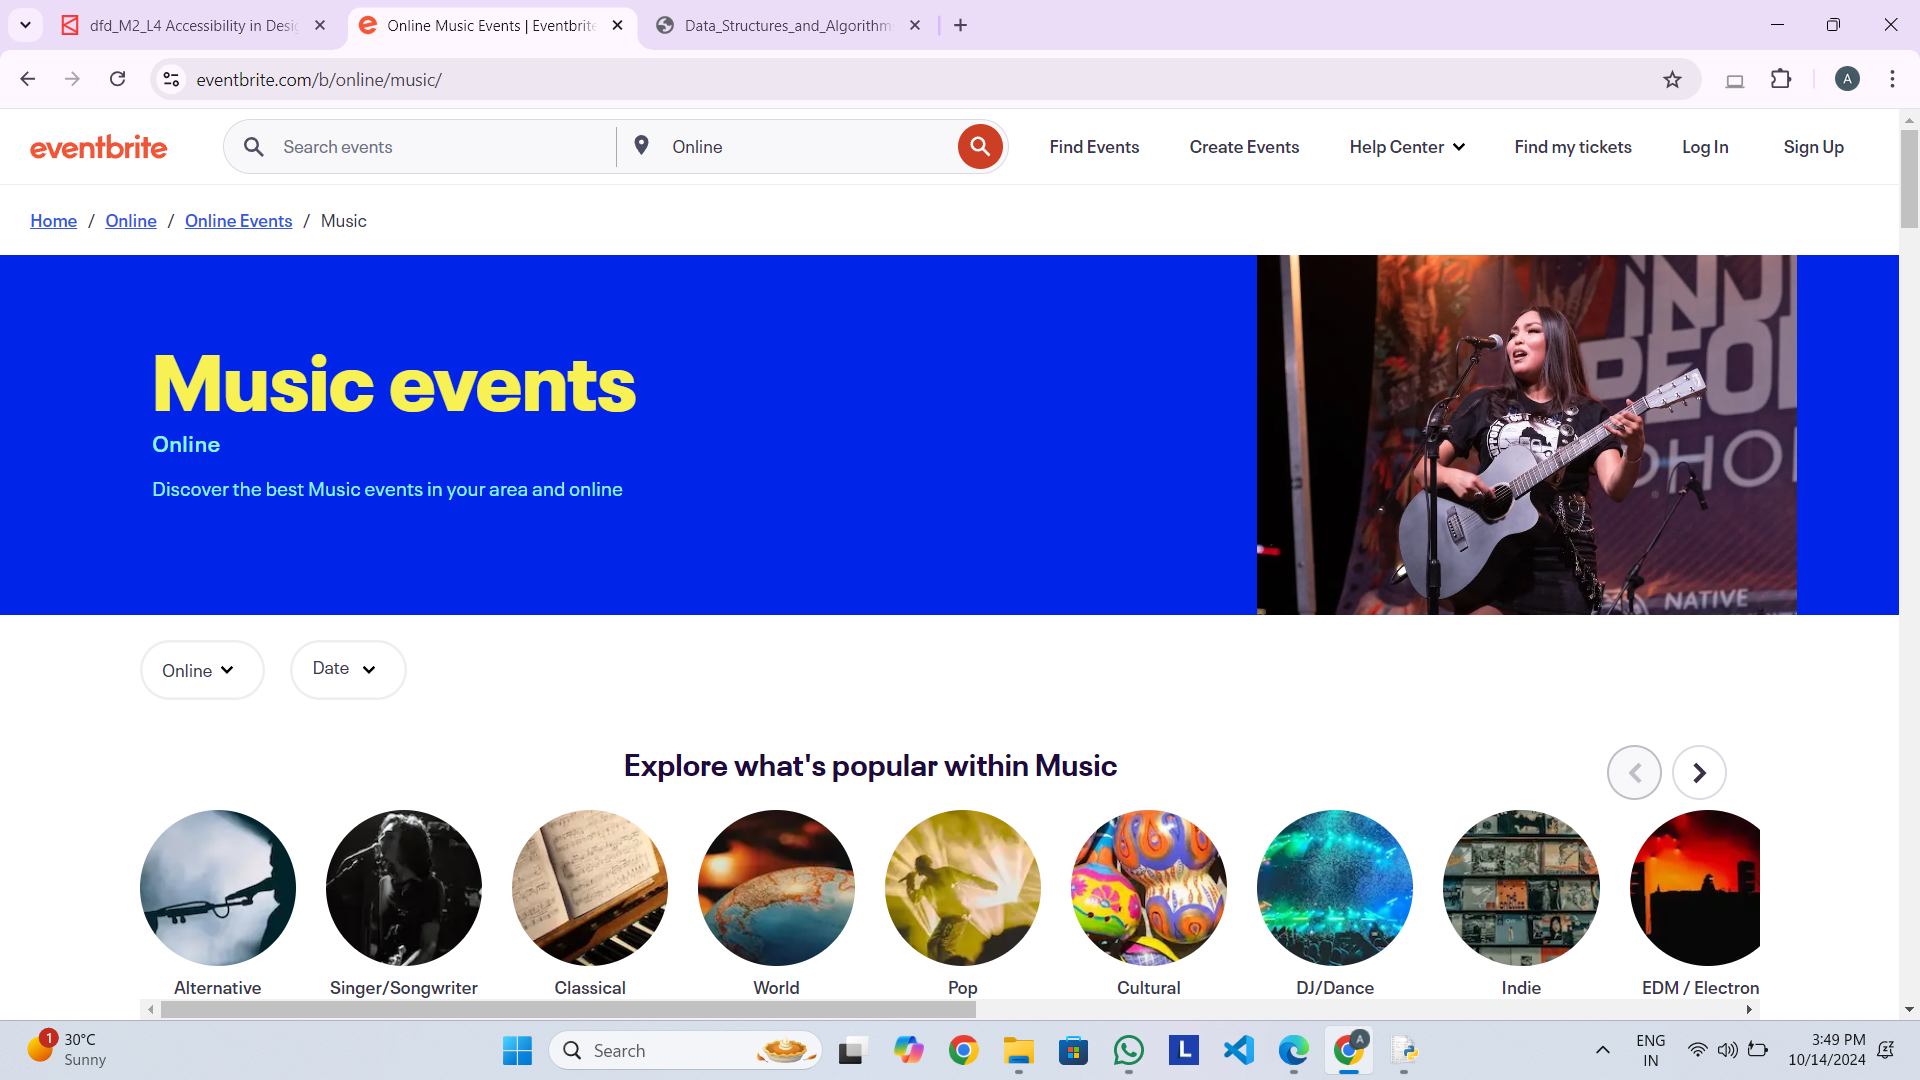 dfd_M2_L4 Accessibility in Desig
Online Music Events | Eventbrite
Data_Structures_and_Algorithm
eventbrite.com/b/online/music/
A
eventbrite
Search events
Online
Find Events
Create Events
Help Center
Find my tickets
Log In
Sign Up
Home / Online / Online Events / Music
Music events
Online
Discover the best Music events in your area and online
NATIVE
Online
Date
Explore what's popular within Music
Alternative
Singer/Songwriter
Classical
World
Pop
Cultural
DJ/Dance
Indie
EDM / Electron
1
30°C
Sunny
Search
L
A
ENG
IN
3:49 PM
10/14/2024